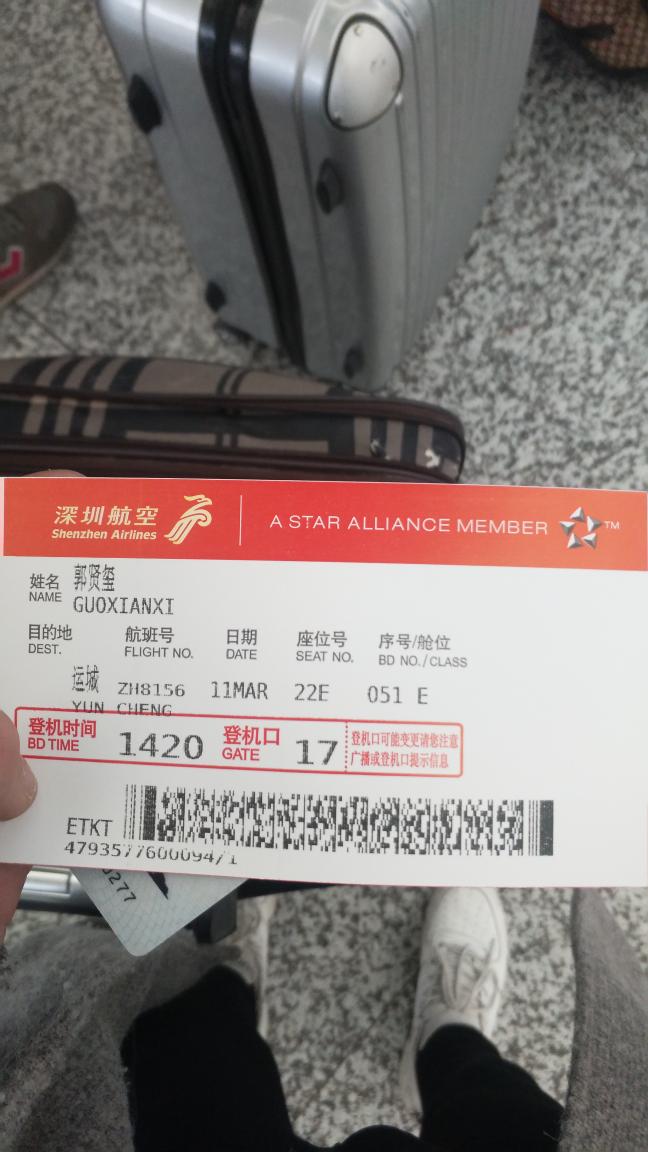 深圳航空
Shenzhen Airlines
A STAR ALLIANCE MEMBER TM
姓名 郭贤玺
NAME GUOXIANXI
目的地 航班号 日期 座位号 序号/舱位
DEST. FLIGHT NO. DATE SEAT NO. BD NO./CLASS
运城 ZH8156 11MAR 22E 051 E
YUN CHENG
登机时间 1420 登机口 17 登机口可能变更请您注意
BD TIME GATE 广播或登机口提示信息
ETKT